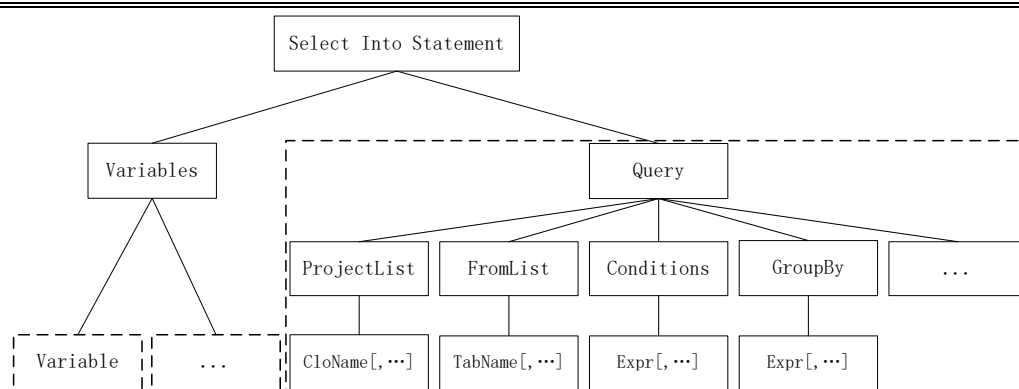 Select Into Statement
Variables
Query
ProjectList
FromList
Conditions
GroupBy
...
Variable
...
CloName[,…]
TabName[,…]
Expr[,…]
Expr[,…]